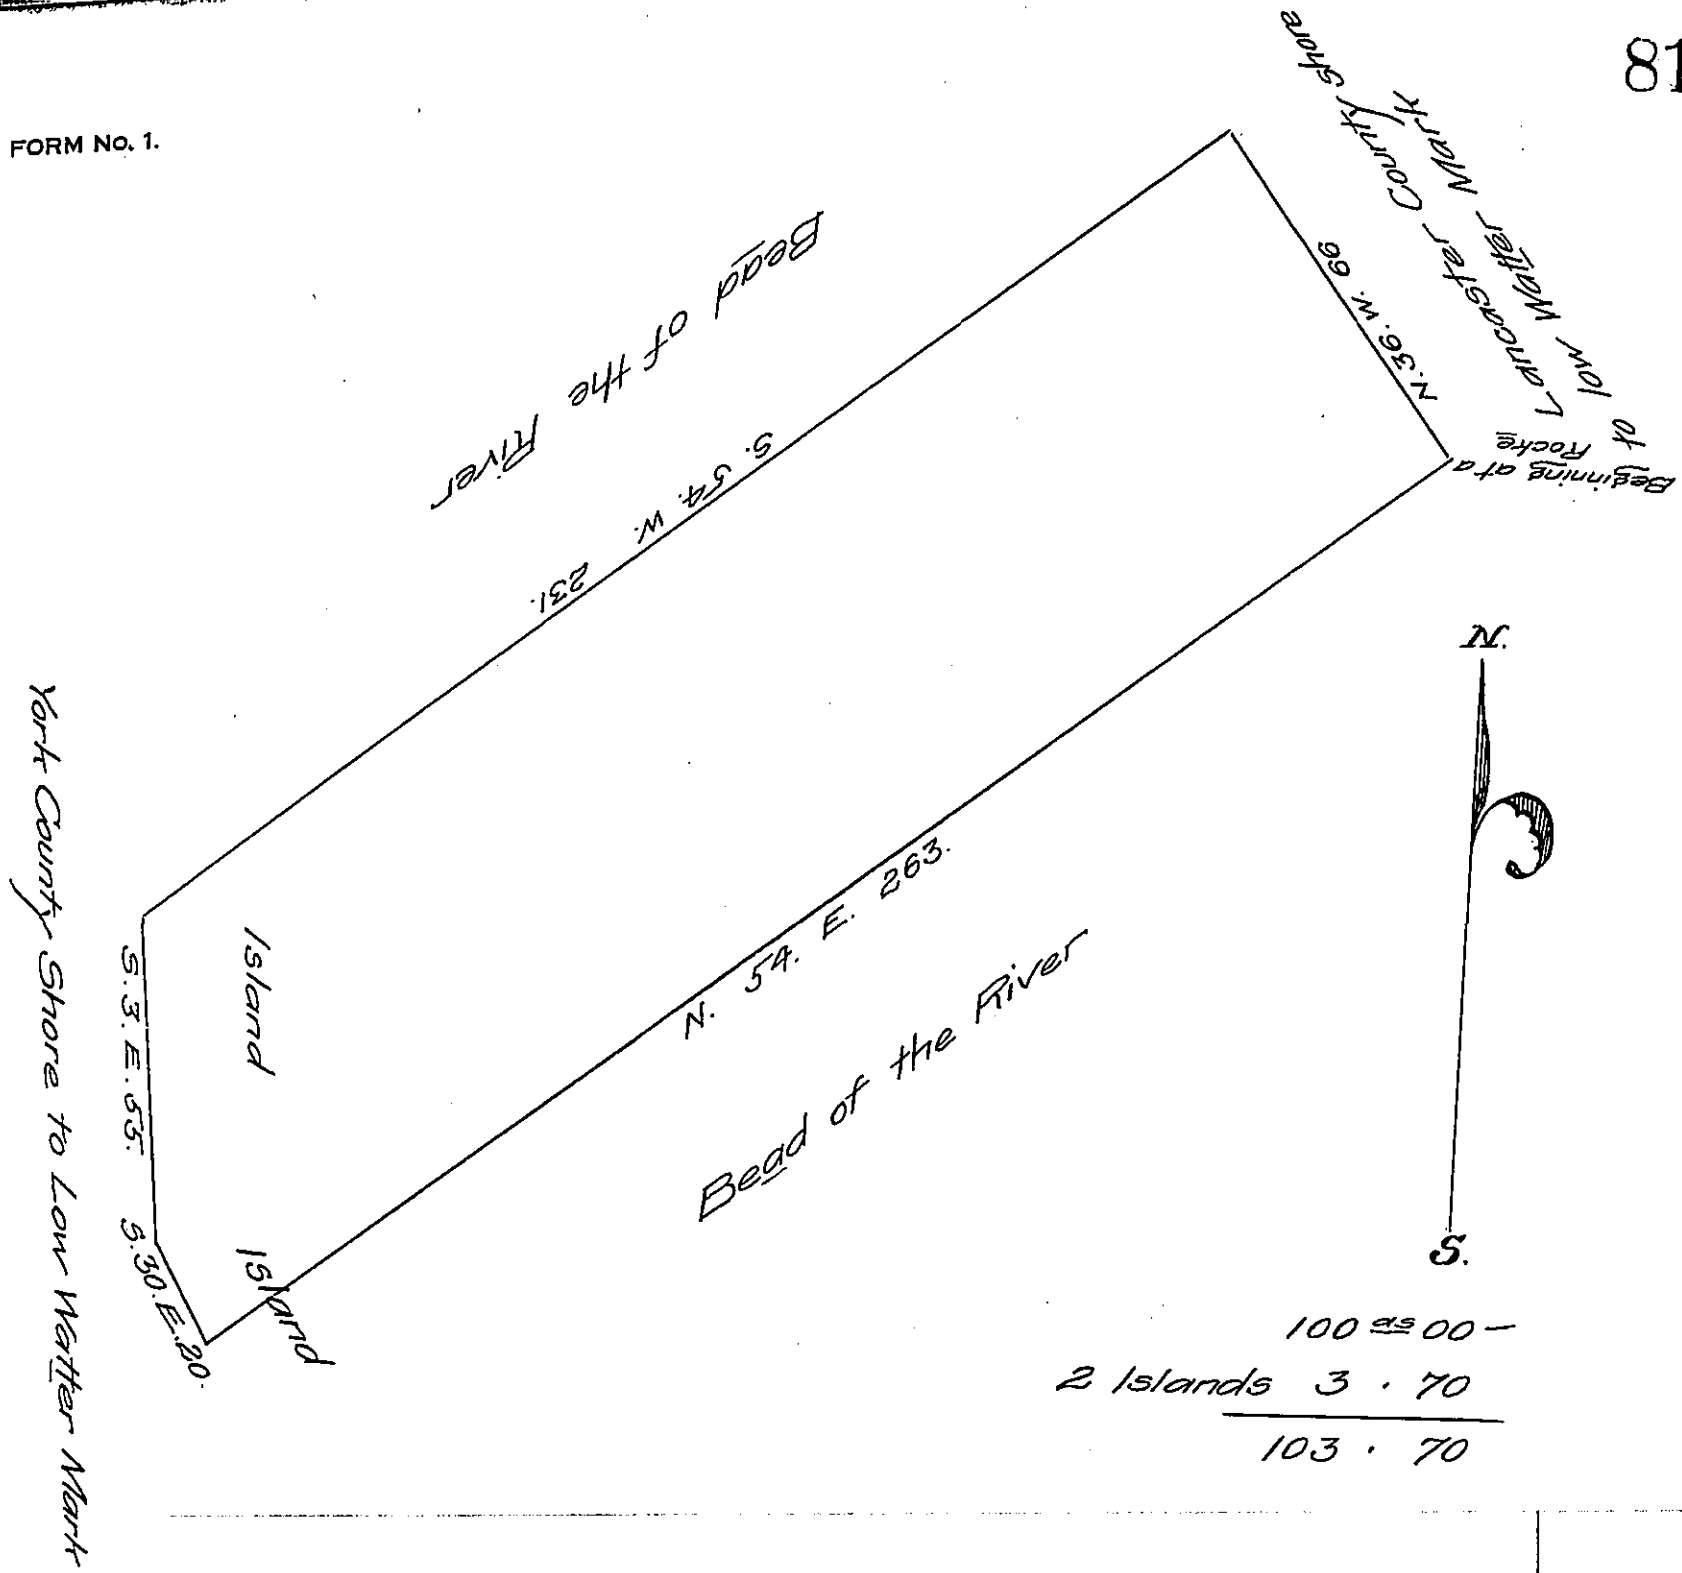 81
FORM No. 1.
Lancaster County shore
to low Watter Mark
Beginning at a
Rocke
N. 36. W. 66
Bead of the River
S. 54. W. 231.
N.
S.
N. 54. E. 263.
Bead of the River
Island
Island
S. 3. E. 55.
S. 30. E. 20.
York County Shore to Low Watter Mark
100 as 00 —
2 Islands 3 . 70
103 . 70